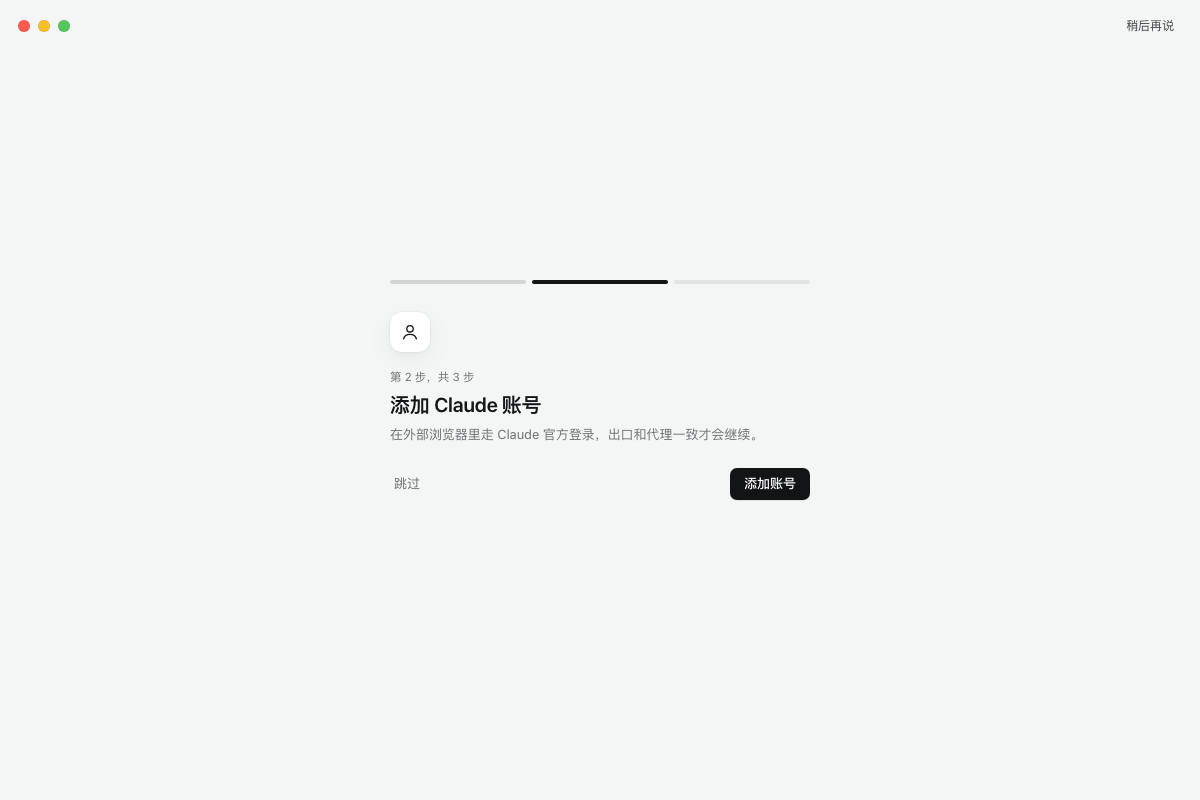 稍后再说
第 2 步，共 3 步
添加 Claude 账号
在外部浏览器里走 Claude 官方登录，出口和代理一致才会继续。
跳过
添加账号